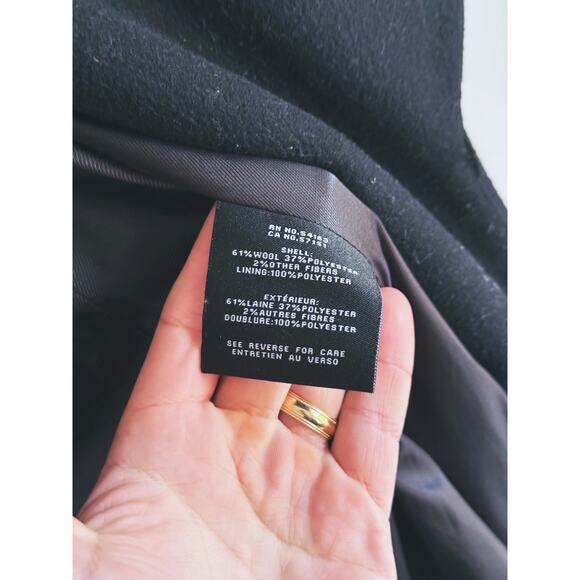 RN NO.54163
CA NO.57151
SHELL:
61%WOOL 37%POLYESTER
2%OTHER FIBERS
LINING:100%POLYESTER
EXTÉRIEUR:
61%LAINE 37%POLYESTER
2%AUTRES FIBRES
DOUBLURE:100%POLYESTER
SEE REVERSE FOR CARE
ENTRETIEN AU VERSO